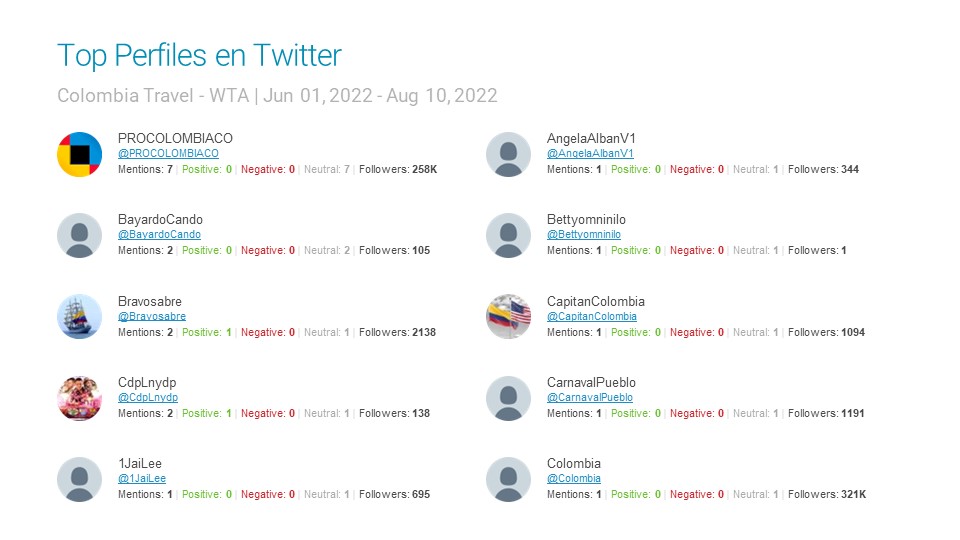 Top Perfiles en Twitter
Colombia Travel - WTA | Jun 01, 2022 - Aug 10, 2022
PROCOLOMBIACO
@PROCOLOMBIACO
Mentions: 7 | Positive: 0 | Negative: 0 | Neutral: 7 | Followers: 258K
BayardoCando
@BayardoCando
Mentions: 2 | Positive: 0 | Negative: 0 | Neutral: 2 | Followers: 105
Bravosabre
@Bravosabre
Mentions: 2 | Positive: 1 | Negative: 0 | Neutral: 1 | Followers: 2138
CdpLnydp
@CdpLnydp
Mentions: 2 | Positive: 1 | Negative: 0 | Neutral: 1 | Followers: 138
1JaiLee
@1JaiLee
Mentions: 1 | Positive: 0 | Negative: 0 | Neutral: 1 | Followers: 695
AngelaAlbanV1
@AngelaAlbanV1
Mentions: 1 | Positive: 0 | Negative: 0 | Neutral: 1 | Followers: 344
Bettyomninilo
@Bettyomninilo
Mentions: 1 | Positive: 0 | Negative: 0 | Neutral: 1 | Followers: 1
CapitanColombia
@CapitanColombia
Mentions: 1 | Positive: 0 | Negative: 0 | Neutral: 1 | Followers: 1094
CarnavalPueblo
@CarnavalPueblo
Mentions: 1 | Positive: 0 | Negative: 0 | Neutral: 1 | Followers: 1191
Colombia
@Colombia
Mentions: 1 | Positive: 0 | Negative: 0 | Neutral: 1 | Followers: 321K